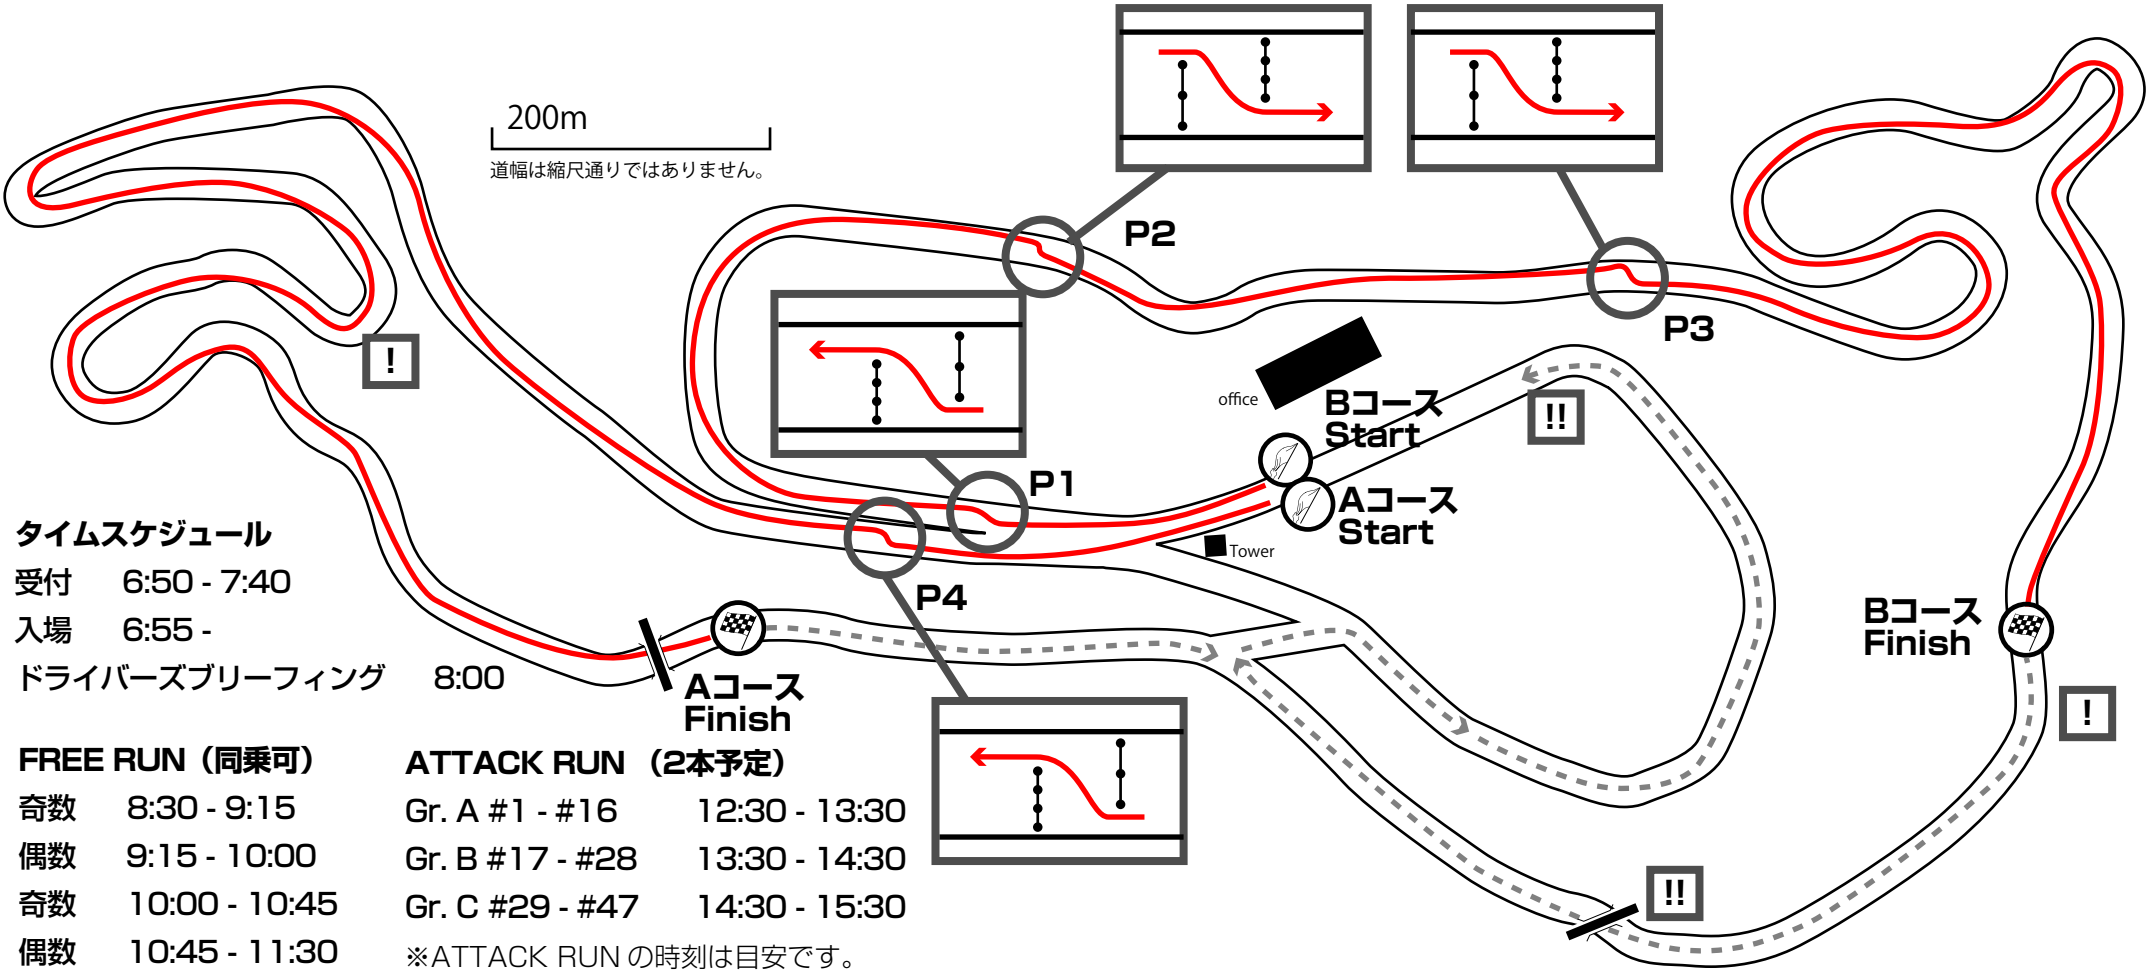 200m
道幅は縮尺通りではありません。
P2
P3
!
office
Bコース
Start
!!
P1
Aコース
Start
Tower
P4
Bコース
Finish
Aコース
Finish
!
!!
タイムスケジュール
受付 6:50 - 7:40
入場 6:55 -
ドライバーズブリーフィング 8:00
FREE RUN（同乗可）
奇数 8:30 - 9:15
偶数 9:15 - 10:00
奇数 10:00 - 10:45
偶数 10:45 - 11:30
ATTACK RUN （2本予定）
Gr. A #1 - #16 12:30 - 13:30
Gr. B #17 - #28 13:30 - 14:30
Gr. C #29 - #47 14:30 - 15:30
※ATTACK RUN の時刻は目安です。